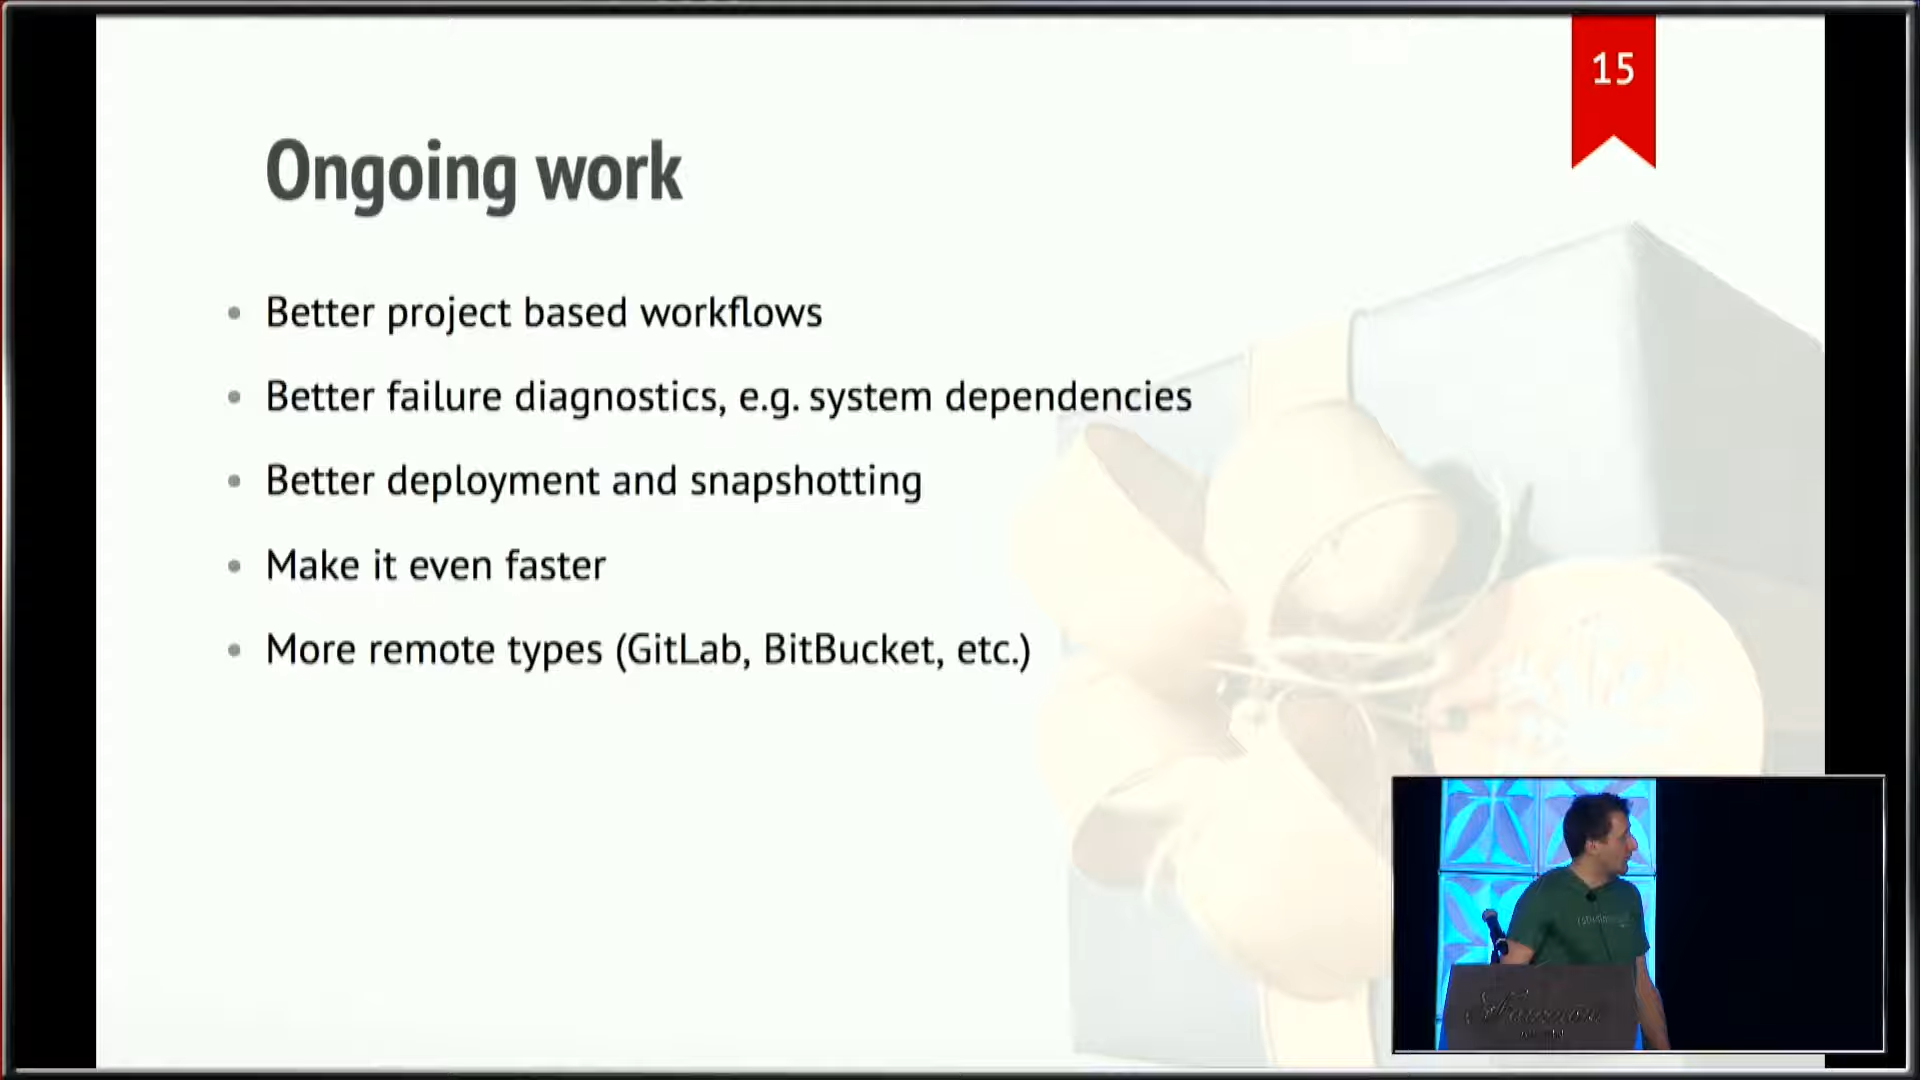 15
Ongoing work
• Better project based workflows
• Better failure diagnostics, e.g. system dependencies
• Better deployment and snapshotting
• Make it even faster
• More remote types (GitLab, BitBucket, etc.)